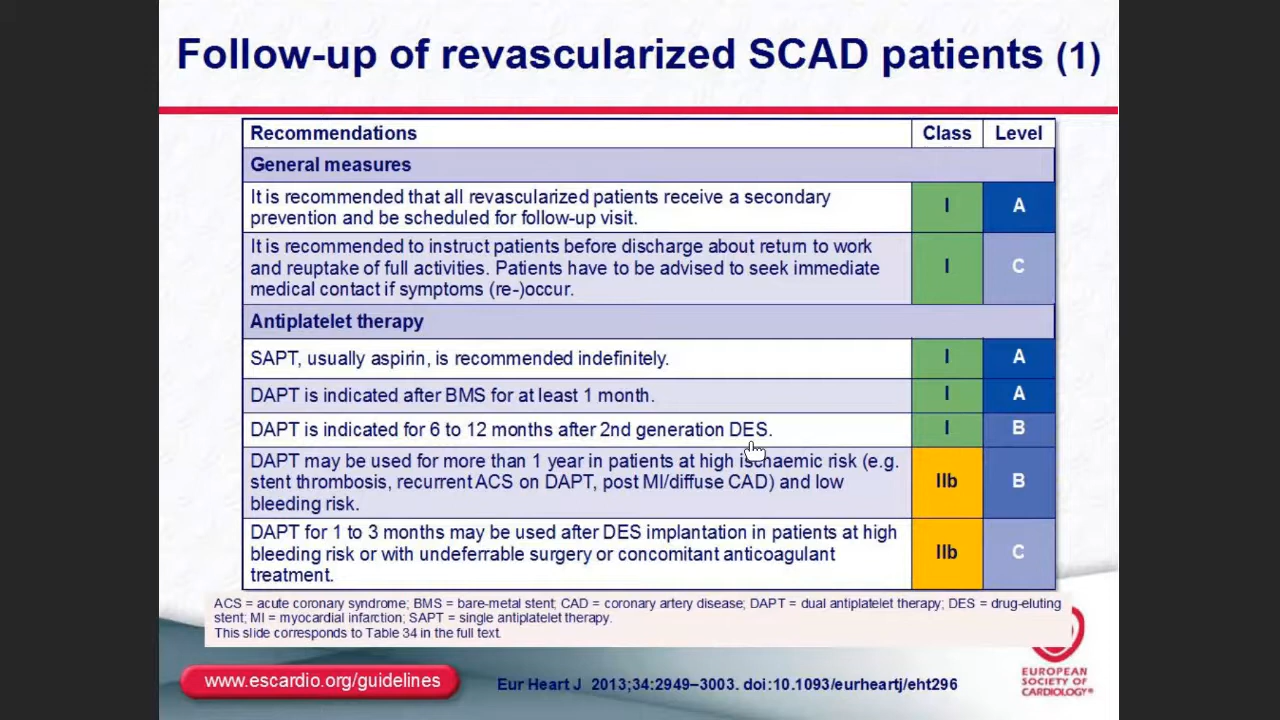 Follow-up of revascularized SCAD patients (1)
Recommendations Class Level
General measures
It is recommended that all revascularized patients receive a secondary
prevention and be scheduled for follow-up visit. I A
It is recommended to instruct patients before discharge about return to work
and reuptake of full activities. Patients have to be advised to seek immediate I C
medical contact if symptoms (re-)occur.
Antiplatelet therapy
SAPT, usually aspirin, is recommended indefinitely. I A
DAPT is indicated after BMS for at least 1 month. I A
DAPT is indicated for 6 to 12 months after 2nd generation DES. I B
DAPT may be used for more than 1 year in patients at high ischaemic risk (e.g.
stent thrombosis, recurrent ACS on DAPT, post MI/diffuse CAD) and low IIb B
bleeding risk.
DAPT for 1 to 3 months may be used after DES implantation in patients at high
bleeding risk or with undeferrable surgery or concomitant anticoagulant IIb C
treatment.
ACS = acute coronary syndrome; BMS = bare-metal stent; CAD = coronary artery disease; DAPT = dual antiplatelet therapy; DES = drug-eluting
stent; MI = myocardial infarction; SAPT = single antiplatelet therapy.
This slide corresponds to Table 34 in the full text.
www.escardio.org/guidelines
Eur Heart J 2013;34:2949–3003. doi:10.1093/eurheartj/eht296
EUROPEAN
SOCIETY OF
CARDIOLOGY®